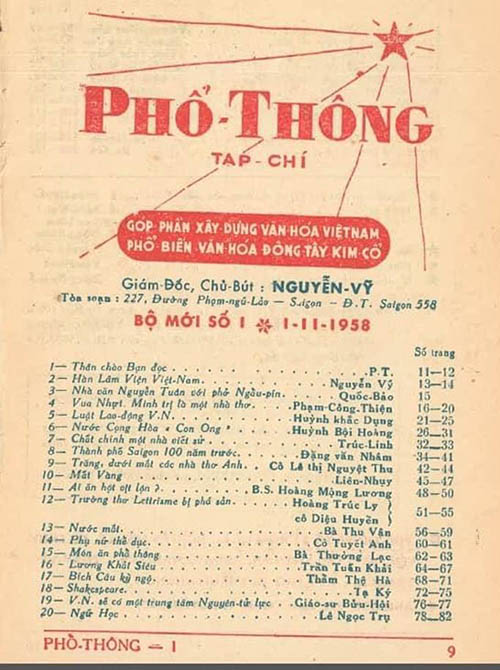 PHỔ-THÔNG
TẠP-CHÍ
GÓP PHẦN XÂY DỰNG VĂN HÓA VIỆTNAM
PHỔ BIẾN VĂN HÓA ĐÔNG TÂY KIM CỔ
Giám-Đốc, Chủ-Bút : NGUYỄN-VỸ
Tòa soạn : 227, Đường Phạm-ngũ-Lão — Saigon — Đ.T. Saigon 558
BỘ MỚI SỐ 1 ※ 1-11-1958
Số trang
1— Thân chào Bạn đọc P.T. 11—12
2— Hàn Lâm Viện Việt-Nam. Nguyễn Vỹ 13—14
3— Nhà văn Nguyễn Tuân với phở Ngầu-pín. Quốc-Bảo 15
4— Vua Nhựt. Minh trị là một nhà thơ. Phạm-Công-Thiện 16—20
5— Luật Lao-động V.N. Huỳnh khắc Dụng 21—25
6— Nước Cộng Hòa « Con Ong » Huỳnh Bội Hoàng 26—31
7— Chất chính một nhà viết sử Trúc-Linh 32—33
8— Thành phố Saigon 100 năm trước. Đặng văn Nhâm 34—41
9— Trăng, dưới mắt các nhà thơ Anh. Cô Lê thị Nguyệt Thu 42—44
10— Mắt Vàng Liên-Nhụy 45—47
11— Ai ăn hột vịt lộn ? B.S. Hoàng Mộng Lương 48—50
12— Trường thơ Lettrisme bị phá sản. Hoàng Trúc Ly
cô Diệu Huyền } 51—55
13— Nước mắt. Bà Thu Vân 56—59
14— Phụ nữ thể dục. Cô Tuyết Anh 60—61
15— Món ăn phổ thông Bà Thường Lạc 62—63
16 - Lương Khải Siêu Trần Tuấn Khải 64—67
17— Bích Câu kỳ ngộ. Thẩm Thệ Hà 68—71
18— Shakespeare. Tạ Ký 72—75
19— V.N. sẽ có một trung tâm Nguyên-tử lực. Giáo-sư Bửu-Hội 76—77
20— Ngữ Học Lê Ngọc Trụ 78—82
PHỔ-THÔNG — 1
9